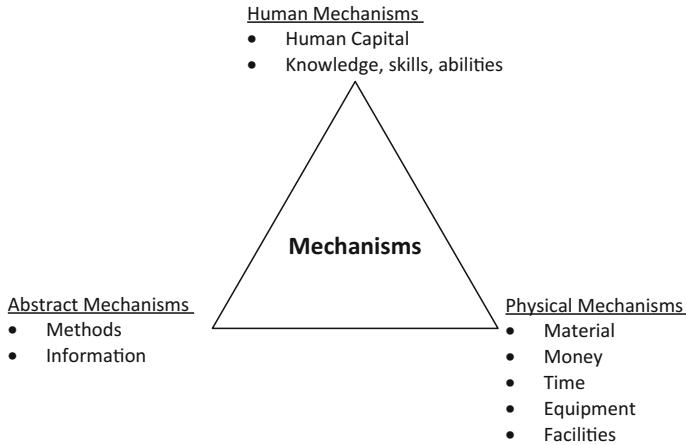 Human Mechanisms
• Human Capital
• Knowledge, skills, abilities
Mechanisms
Abstract Mechanisms
• Methods
• Information
Physical Mechanisms
• Material
• Money
• Time
• Equipment
• Facilities